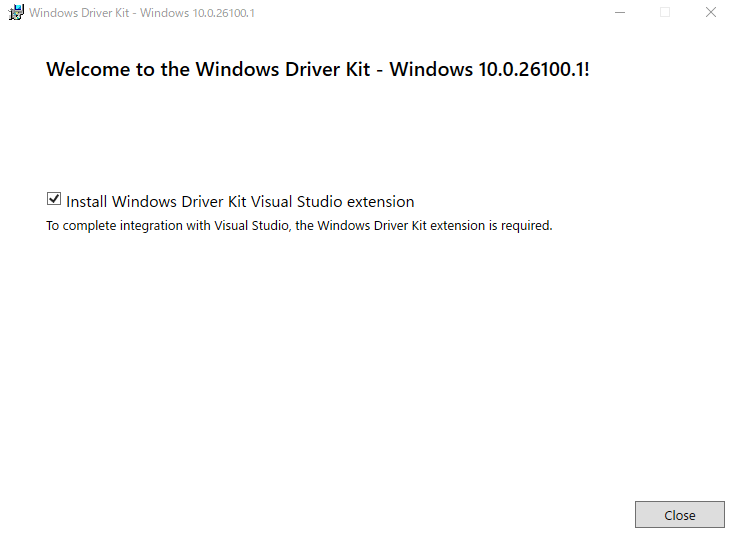 Windows Driver Kit - Windows 10.0.26100.1
Welcome to the Windows Driver Kit - Windows 10.0.26100.1!
Install Windows Driver Kit Visual Studio extension
To complete integration with Visual Studio, the Windows Driver Kit extension is required.
Close